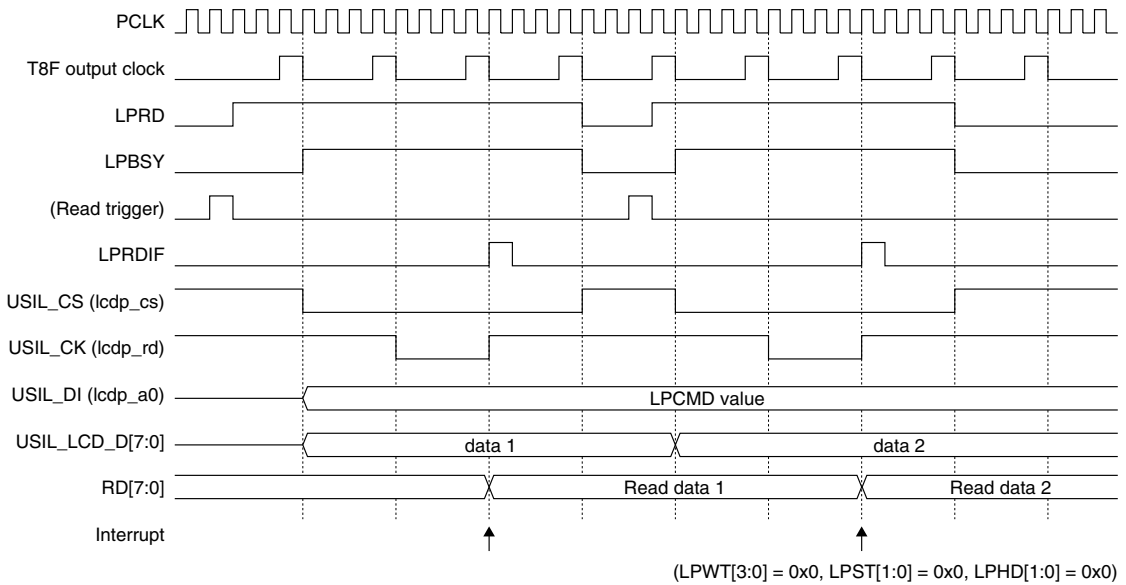 PCLK
T8F output clock
LPRD
LPBSY
(Read trigger)
LPRDIF
USIL_CS (lcdp_cs)
USIL_CK (lcdp_rd)
USIL_DI (lcdp_a0)
LPCMD value
USIL_LCD_D[7:0]
data 1
data 2
RD[7:0]
Read data 1
Read data 2
Interrupt
(LPWT[3:0] = 0x0, LPST[1:0] = 0x0, LPHD[1:0] = 0x0)